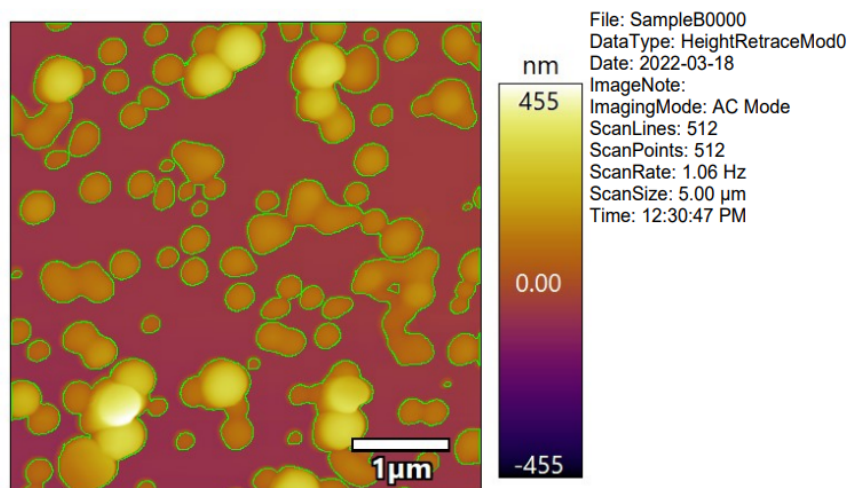 File: SampleB0000
DataType: HeightRetraceMod0
Date: 2022-03-18
ImageNote:
ImagingMode: AC Mode
ScanLines: 512
ScanPoints: 512
ScanRate: 1.06 Hz
ScanSize: 5.00 µm
Time: 12:30:47 PM
nm
455
0.00
-455
1µm